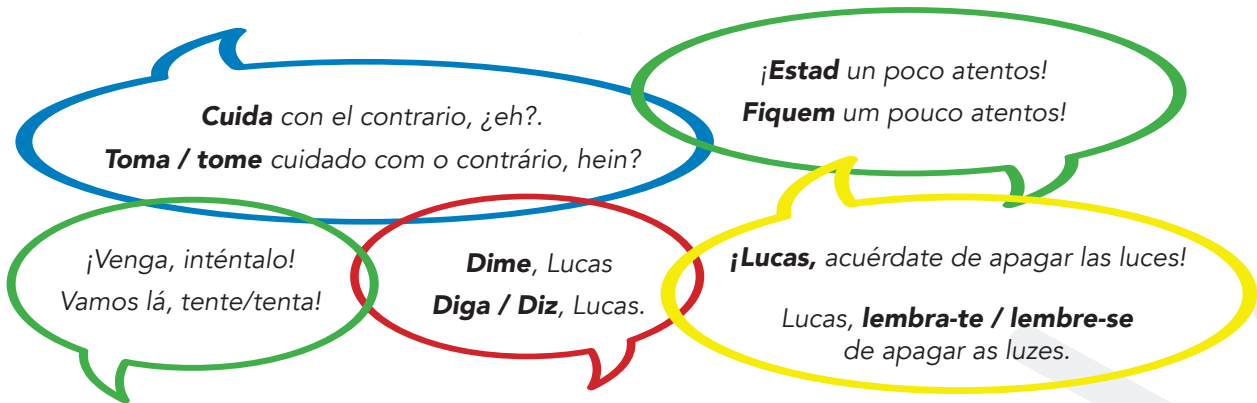 Cuida con el contrario, ¿eh?.
Toma / tome cuidado com o contrário, hein?
¡Estad un poco atentos!
Fiquem um pouco atentos!
¡Venga, inténtalo!
Vamos lá, tente/tenta!
Dime, Lucas
Diga / Diz, Lucas.
¡Lucas, acuérdate de apagar las luces!
Lucas, lembra-te / lembre-se
de apagar as luzes.